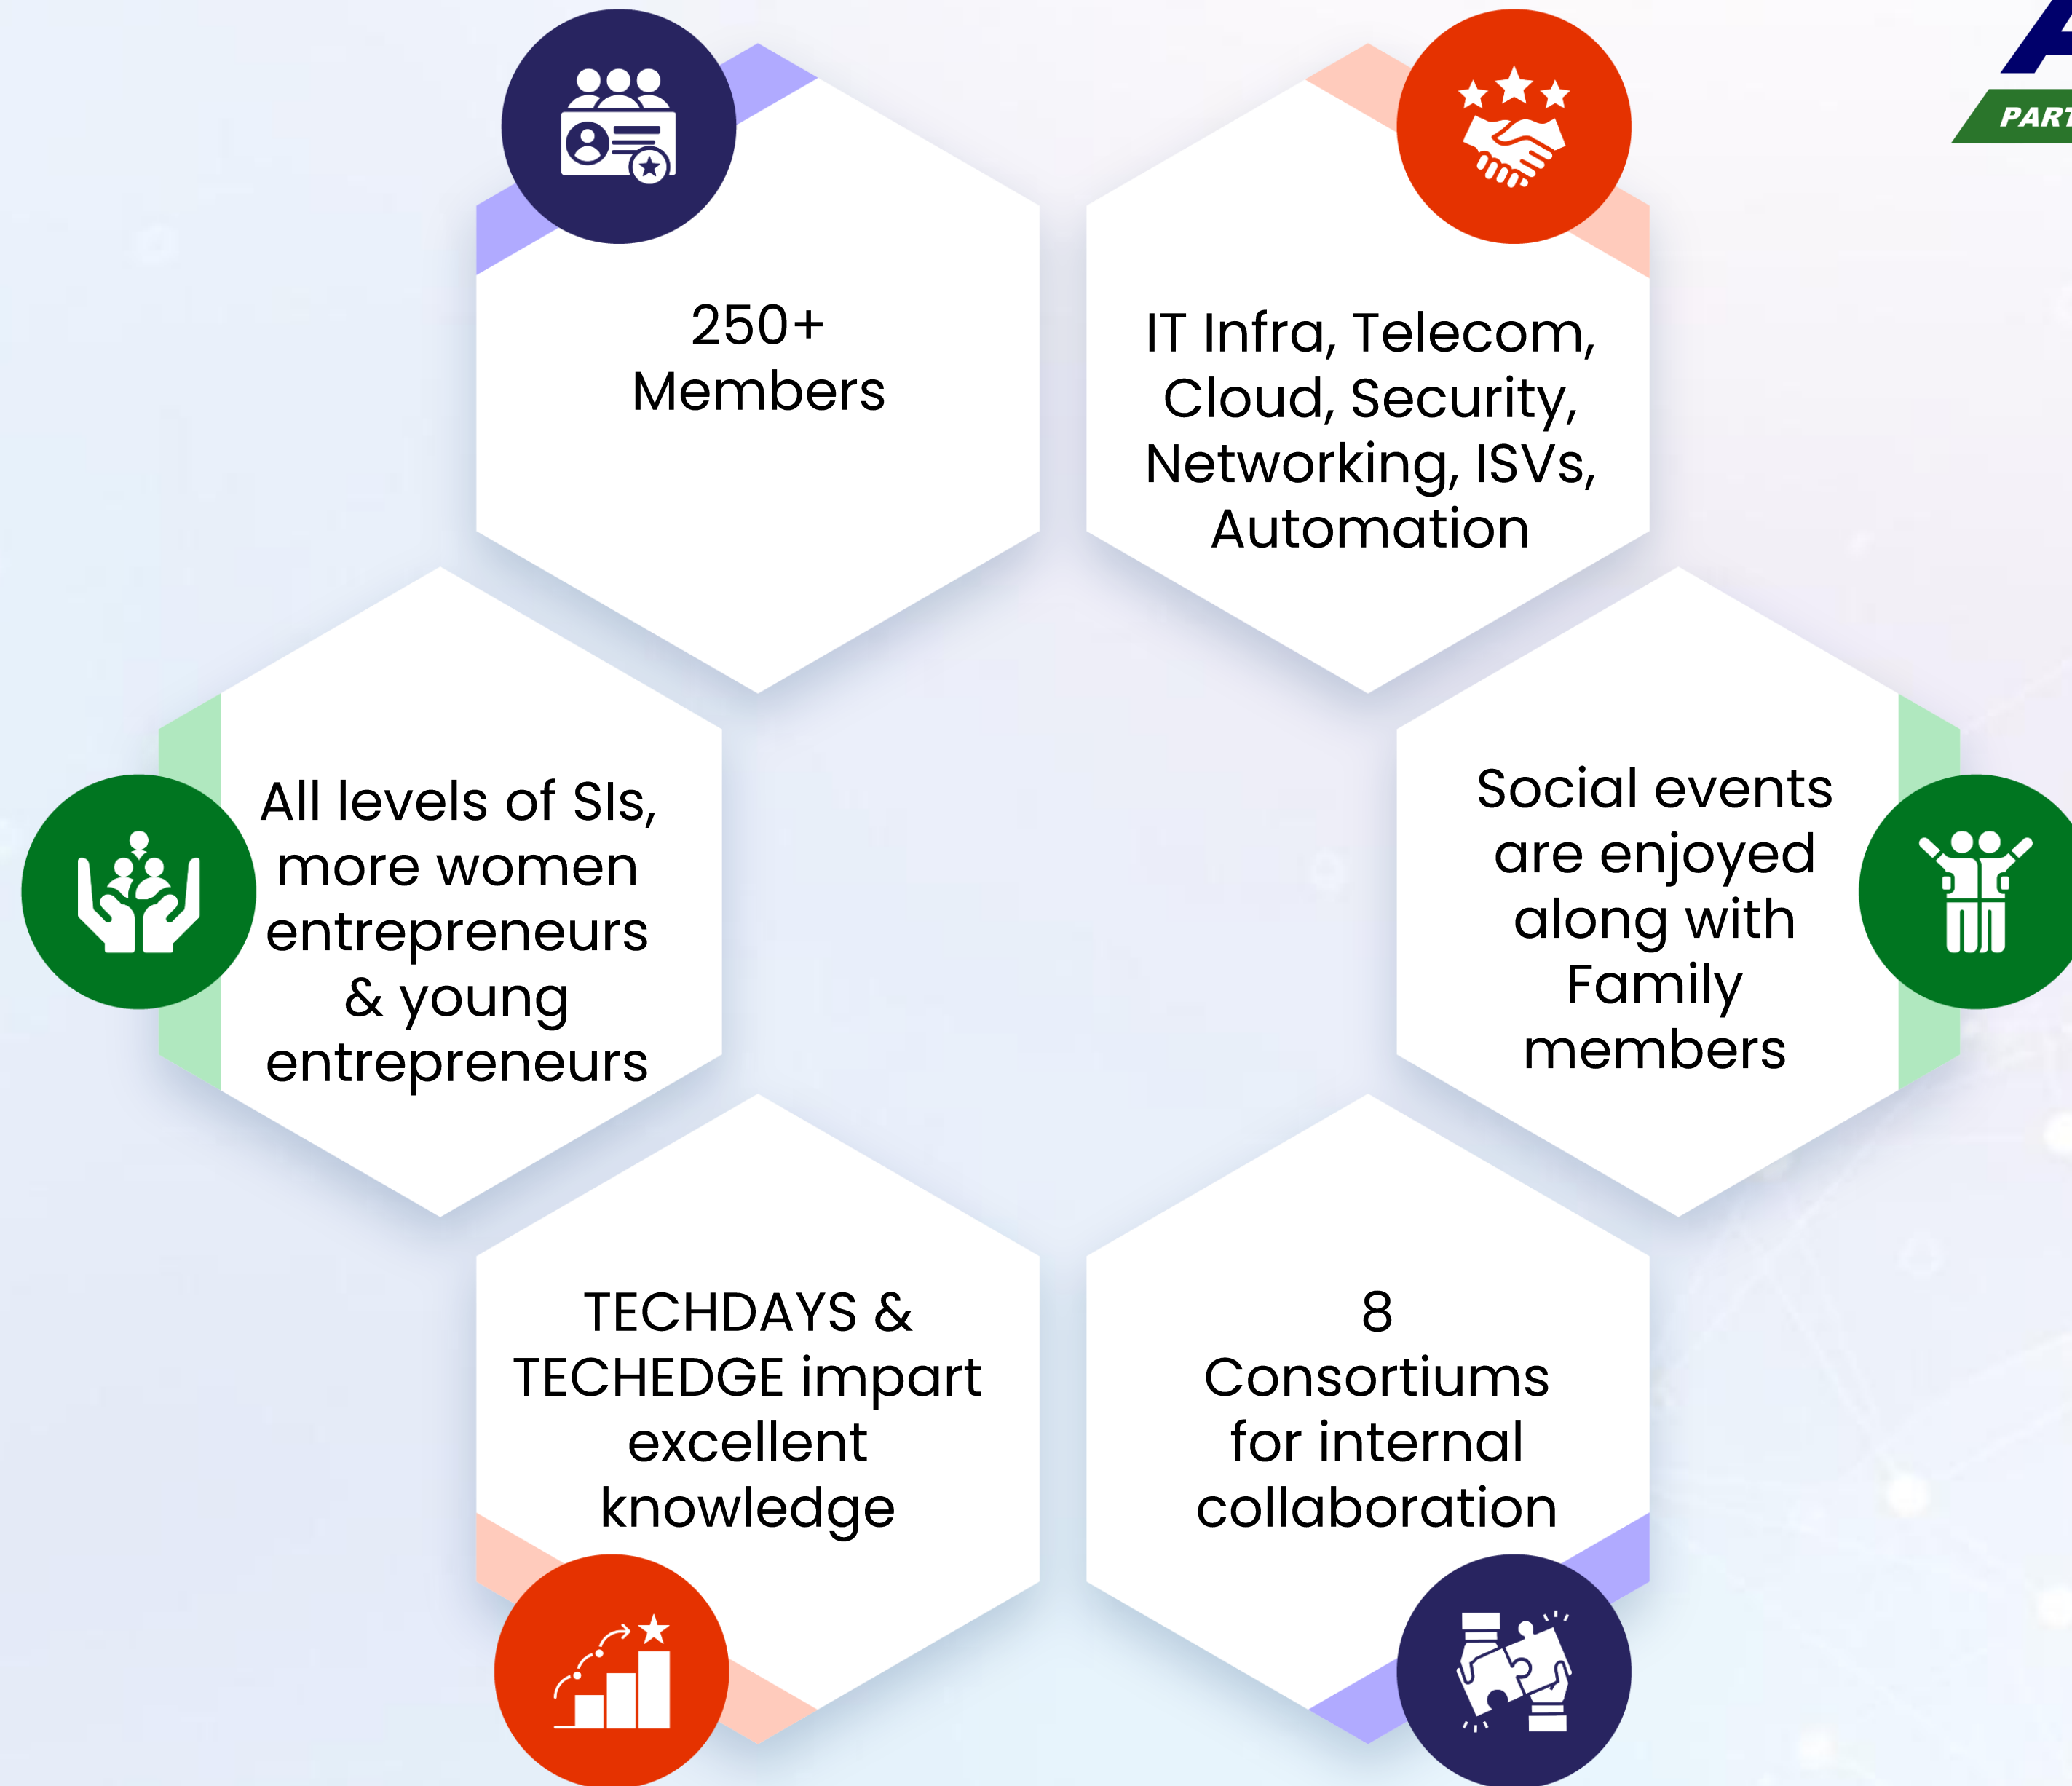 250+
Members
IT Infra, Telecom,
Cloud, Security,
Networking, ISVs,
Automation
All levels of SIs,
more women
entrepreneurs
& young
entrepreneurs
Social events
are enjoyed
along with
Family
members
TECHDAYS &
TECHEDGE impart
excellent
knowledge
8
Consortiums
for internal
collaboration